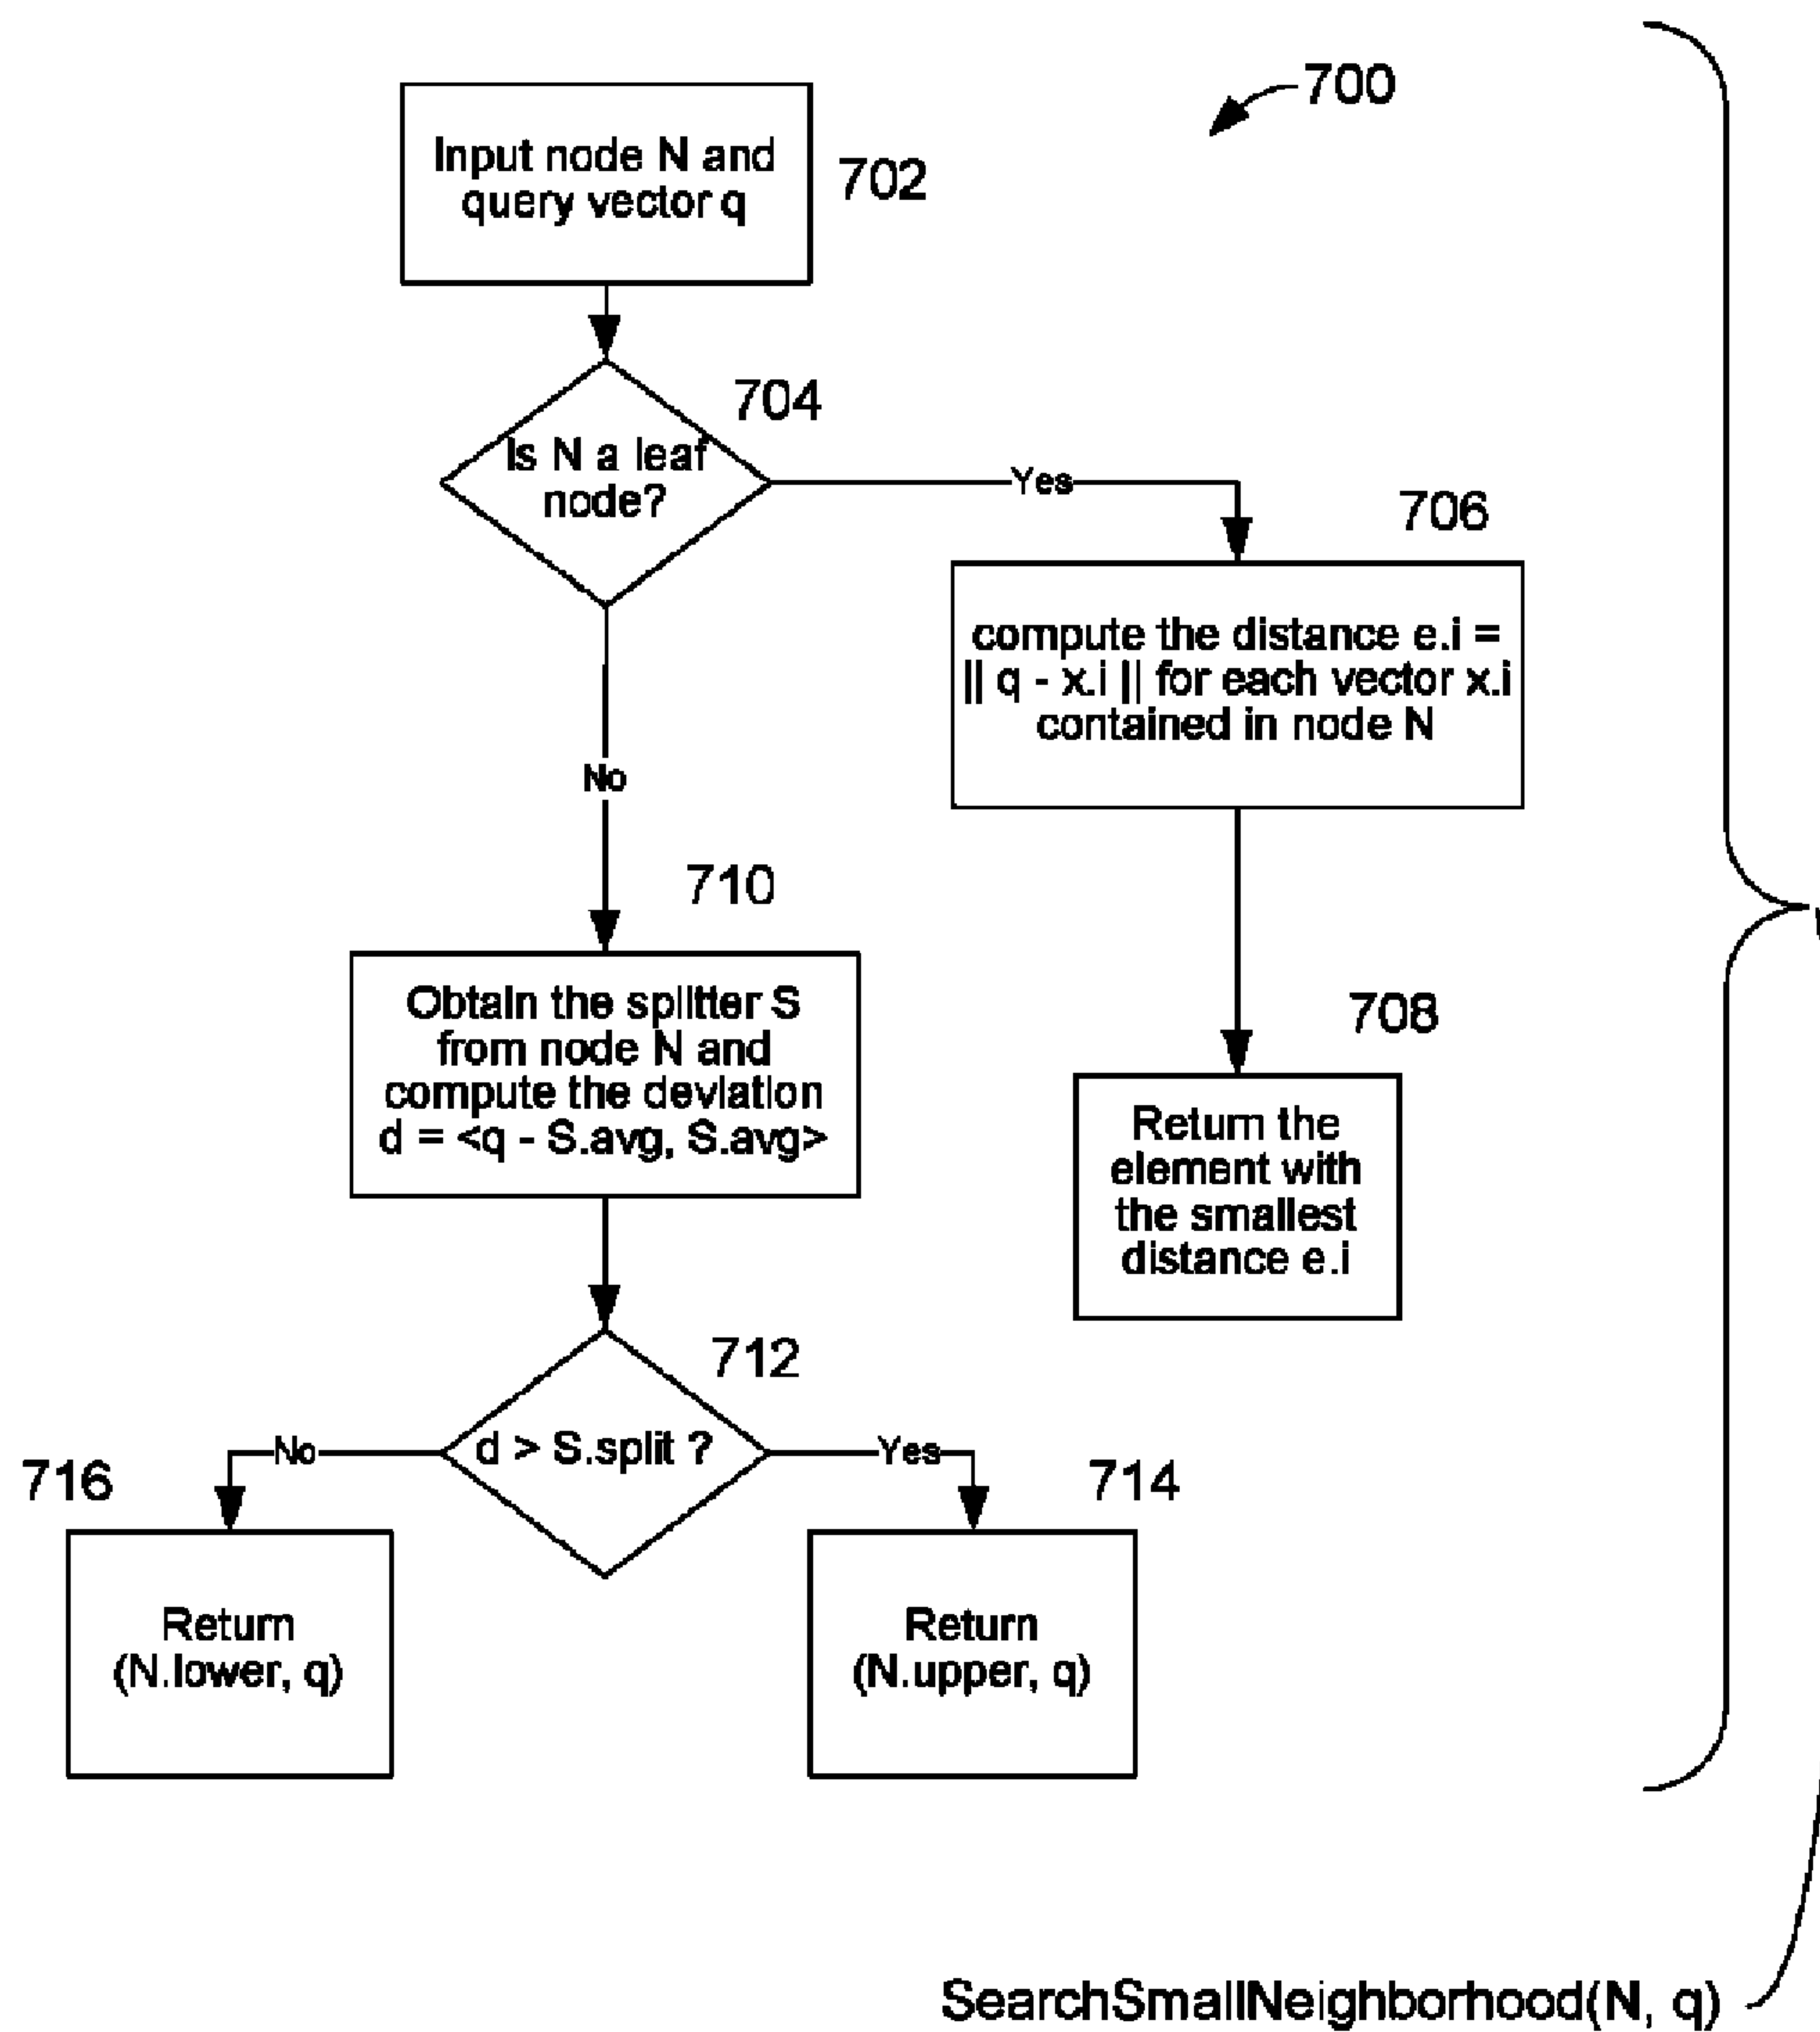 700
Input node N and
query vector q
702
704
Is N a leaf
node?
Yes
706
compute the distance e.i =
|| q - x.i || for each vector x.i
contained in node N
No
710
Obtain the splitter S
from node N and
compute the deviation
d = <q - S.avg, S.avg>
708
Return the
element with
the smallest
distance e.i
712
d > S.split ?
No
Yes
716
714
Return
(N.lower, q)
Return
(N.upper, q)
SearchSmallNeighborhood(N, q)